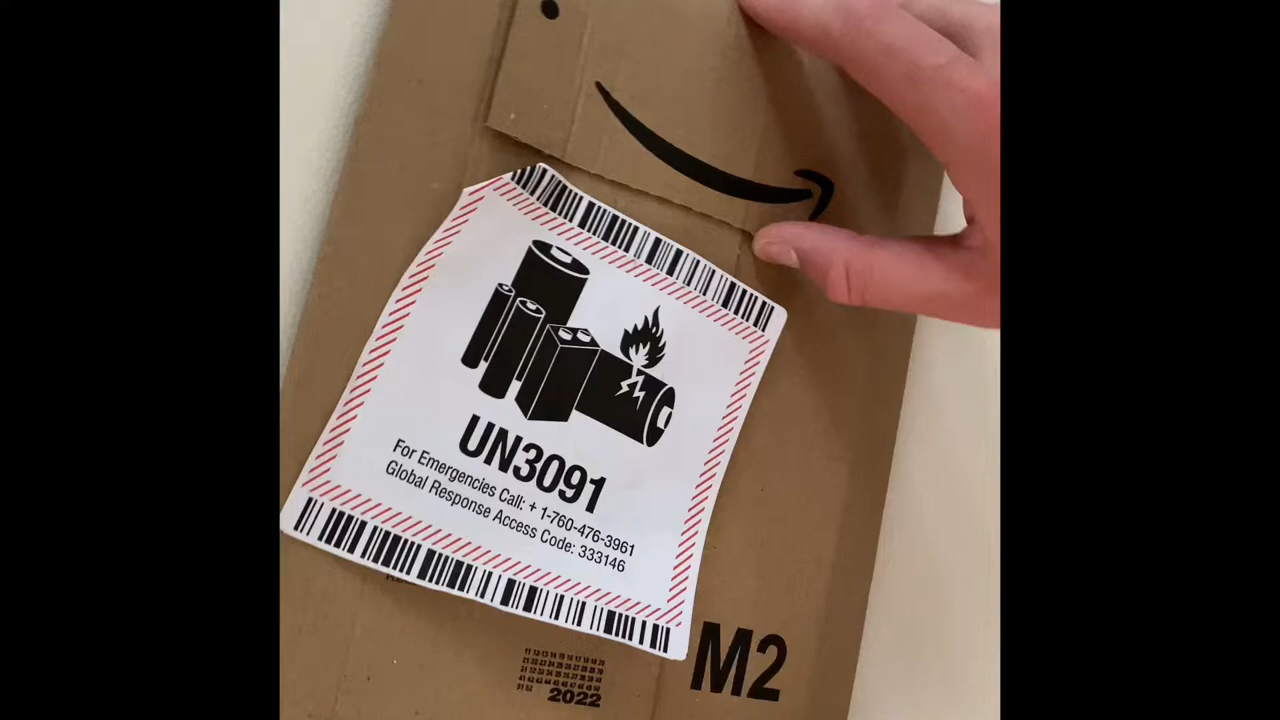 UN3091
For Emergencies Call: + 1-760-476-3961
Global Response Access Code: 333146
M2
2022